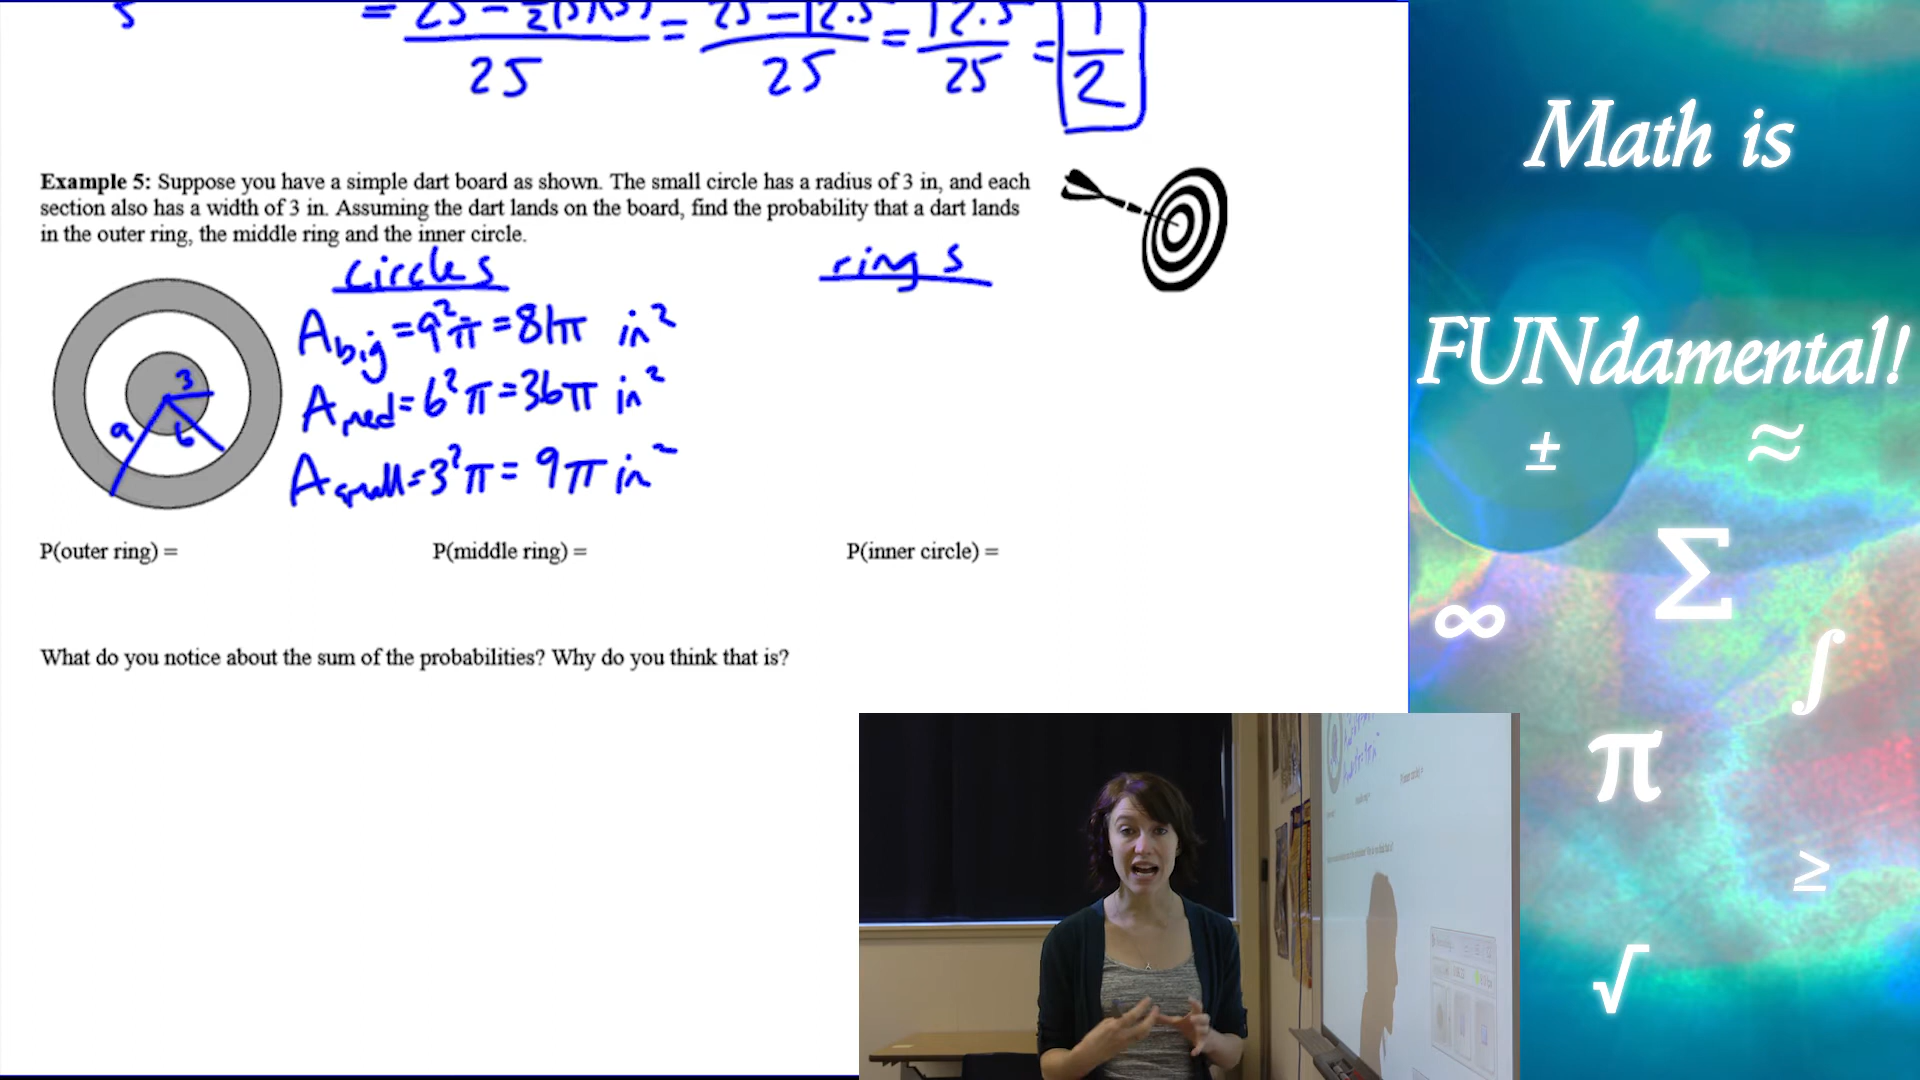 5 = 25 - ½(5)(5) = 25 - 12.5 = 12.5 = 1
25 25 25 2
Example 5: Suppose you have a simple dart board as shown. The small circle has a radius of 3 in, and each
section also has a width of 3 in. Assuming the dart lands on the board, find the probability that a dart lands
in the outer ring, the middle ring and the inner circle.
circles
rings
A big = 9²π = 81π in²
A med = 6²π = 36π in²
A small = 3²π = 9π in²
3
9 6
P(outer ring) = P(middle ring) = P(inner circle) =
What do you notice about the sum of the probabilities? Why do you think that is?
Math is
FUNdamental!
± ≈
∑
∞
∫
π
≥
√